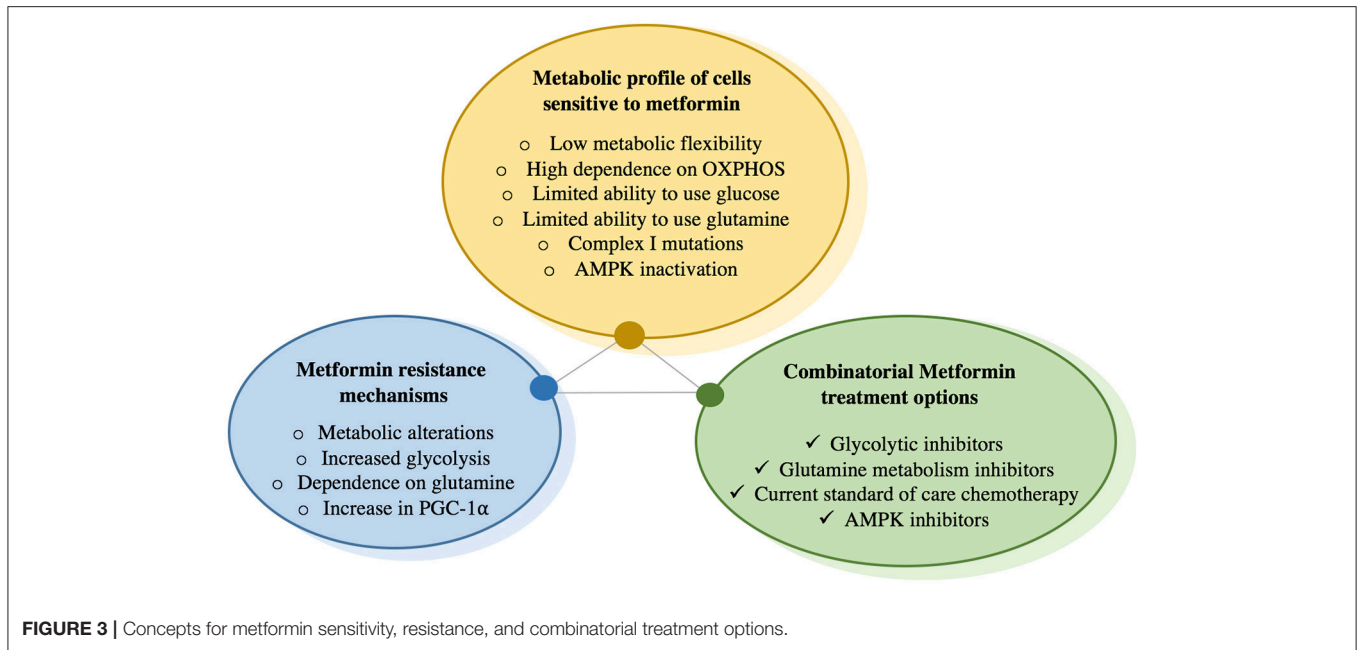 Metabolic profile of cells
sensitive to metformin
○ Low metabolic flexibility
○ High dependence on OXPHOS
○ Limited ability to use glucose
○ Limited ability to use glutamine
○ Complex I mutations
○ AMPK inactivation
Metformin resistance
mechanisms
○ Metabolic alterations
○ Increased glycolysis
○ Dependence on glutamine
○ Increase in PGC-1α
Combinatorial Metformin
treatment options
✓ Glycolytic inhibitors
✓ Glutamine metabolism inhibitors
✓ Current standard of care chemotherapy
✓ AMPK inhibitors
FIGURE 3 | Concepts for metformin sensitivity, resistance, and combinatorial treatment options.